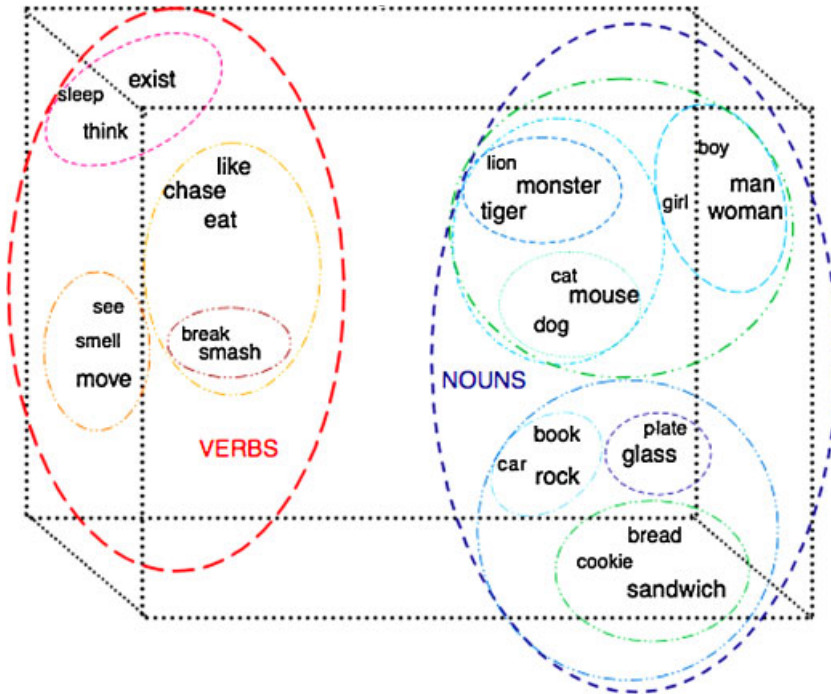 exist
sleep
think
like
chase
eat
see
smell
move
break
smash
VERBS
lion
monster
tiger
cat
mouse
dog
boy
man
girl
woman
NOUNS
book
car
rock
plate
glass
bread
cookie
sandwich